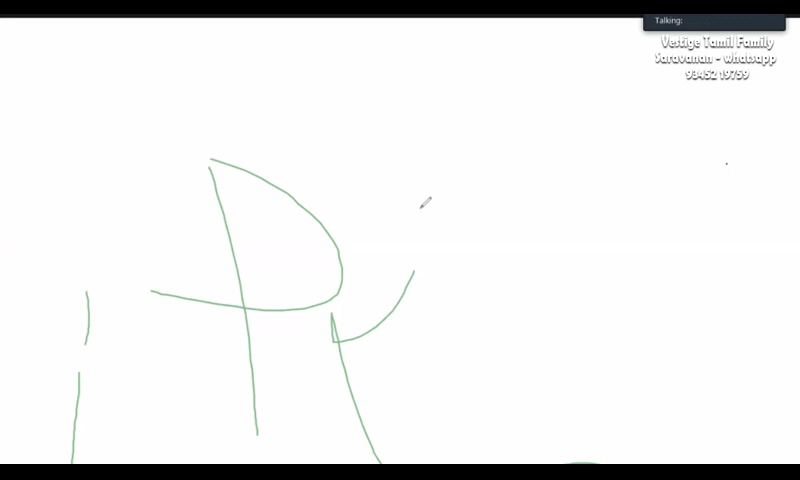 Talking:
Vestige Tamil Family
Saravanan - whatsapp
93452 19759